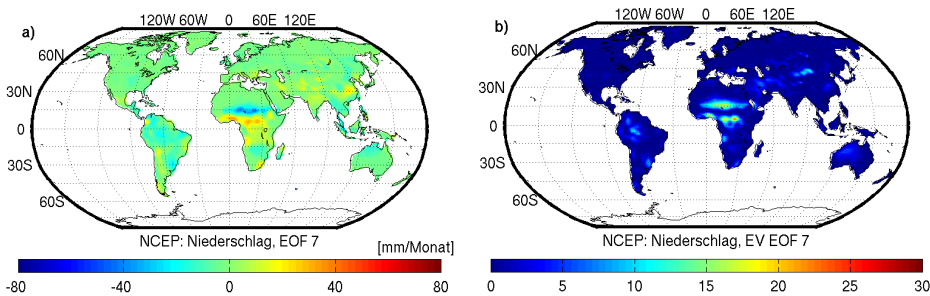 a)
120W 60W 0 60E 120E
60N
30N
0
30S
60S
NCEP: Niederschlag, EOF 7
[mm/Monat]
-80 -40 0 40 80
b)
120W 60W 0 60E 120E
60N
30N
0
30S
60S
NCEP: Niederschlag, EV EOF 7
0 5 10 15 20 25 30